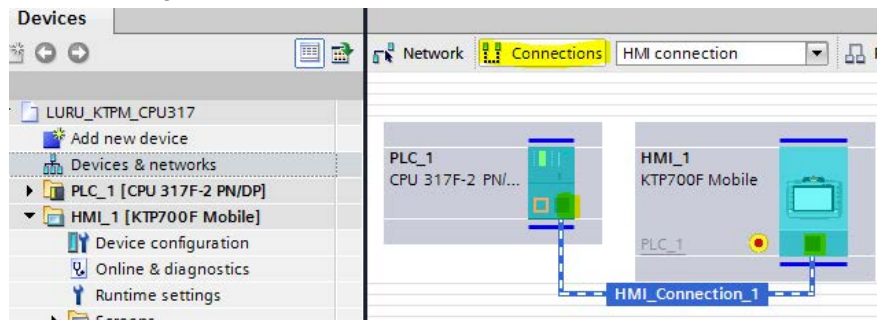 Devices
Network
Connections
HMI connection
LURU_KTPM_CPU317
Add new device
Devices & networks
PLC_1 [CPU 317F-2 PN/DP]
HMI_1 [KTP700F Mobile]
Device configuration
Online & diagnostics
Runtime settings
PLC_1
CPU 317F-2 PN/...
HMI_1
KTP700F Mobile
PLC_1
HMI_Connection_1